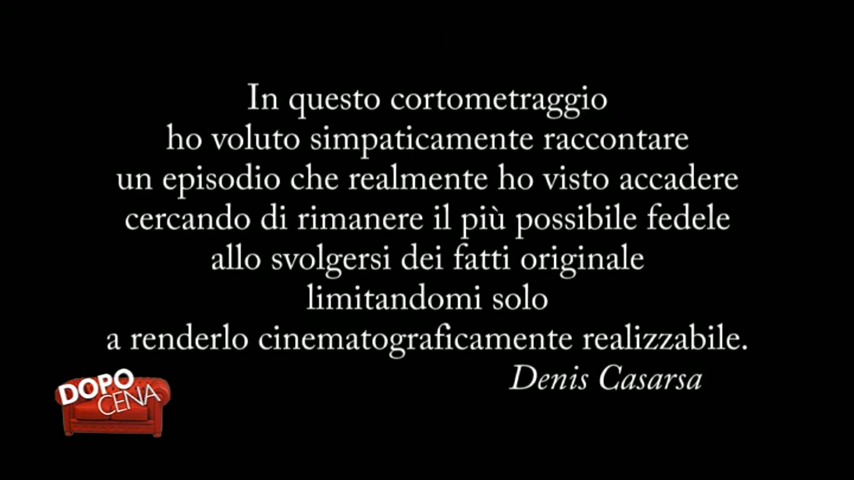 In questo cortometraggio
ho voluto simpaticamente raccontare
un episodio che realmente ho visto accadere
cercando di rimanere il più possibile fedele
allo svolgersi dei fatti originale
limitandomi solo
a renderlo cinematograficamente realizzabile.
Denis Casarsa
DOPO
CENA